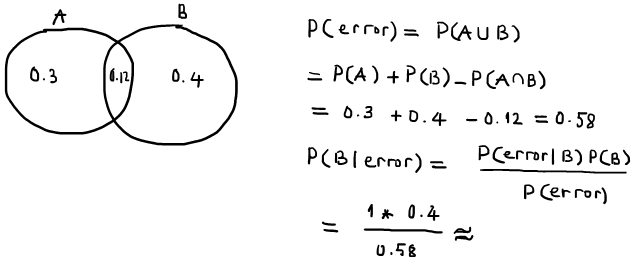 A B
0.3 0.12 0.4
P(error) = P(A∪B)
= P(A) + P(B) - P(A∩B)
= 0.3 + 0.4 - 0.12 = 0.58
P(B|error) = P(error|B) P(B)
P(error)
= 1 * 0.4
0.58 ≈